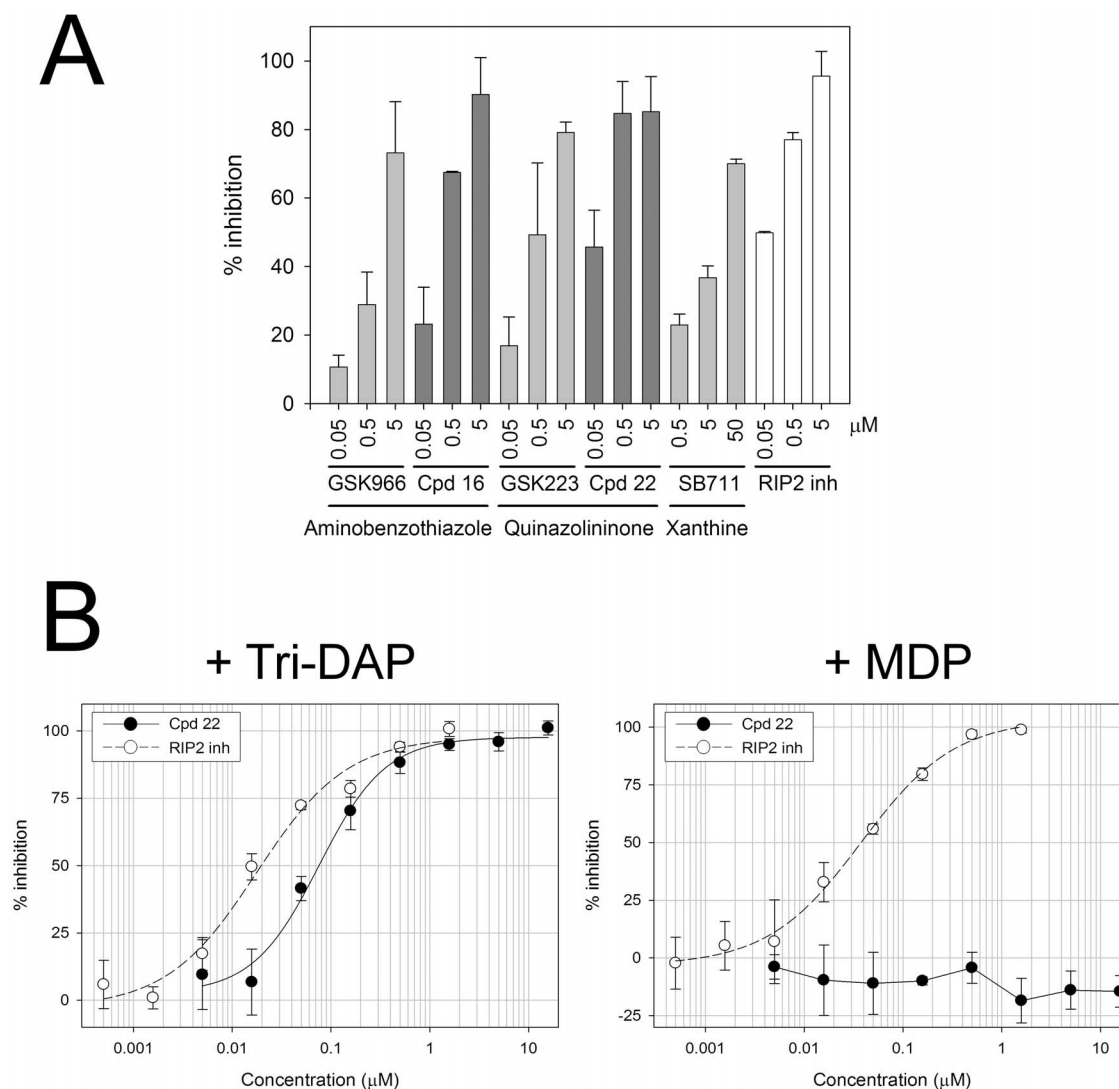 A
% inhibition
100
80
60
40
20
0
0.05 0.5 5 0.05 0.5 5 0.05 0.5 5 0.05 0.5 5 0.5 5 50 0.05 0.5 5 μM
GSK966 Cpd 16 GSK223 Cpd 22 SB711 RIP2 inh
Aminobenzothiazole Quinazolininone Xanthine
B
+ Tri-DAP
+ MDP
Cpd 22
RIP2 inh
% inhibition
100
75
50
25
0
0.001 0.01 0.1 1 10
Concentration (μM)
Cpd 22
RIP2 inh
% inhibition
100
75
50
25
0
-25
0.001 0.01 0.1 1 10
Concentration (μM)